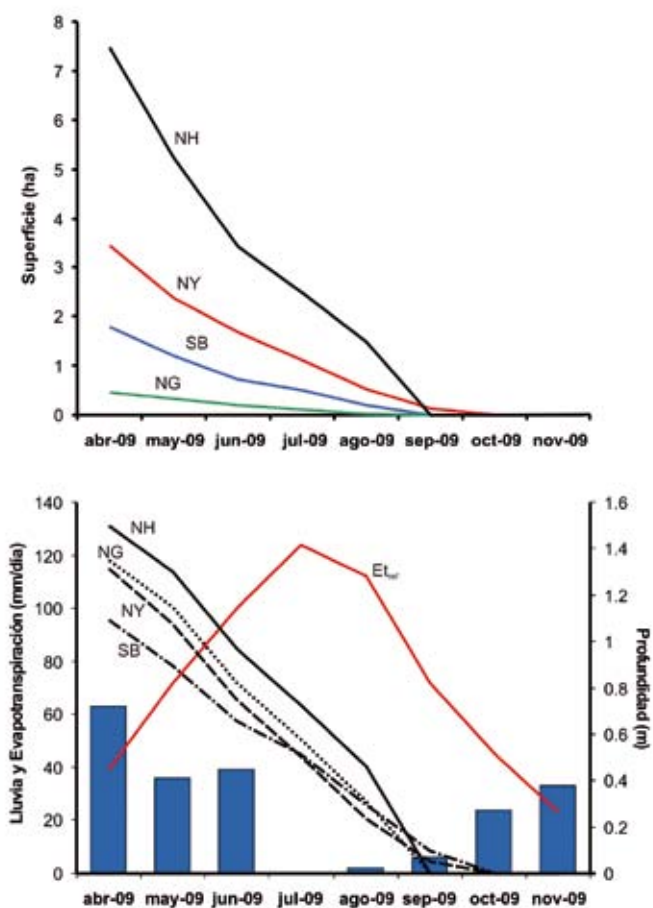 8
7
6
5
4
3
2
1
0
Superficie (ha)
NH
NY
SB
NG
abr-09 may-09 jun-09 jul-09 ago-09 sep-09 oct-09 nov-09
140
120
100
80
60
40
20
0
Lluvia y Evapotranspiración (mm/día)
NH
NG
NY
SB
Et_ref
1.6
1.4
1.2
1
0.8
0.6
0.4
0.2
0
Profundidad (m)
abr-09 may-09 jun-09 jul-09 ago-09 sep-09 oct-09 nov-09